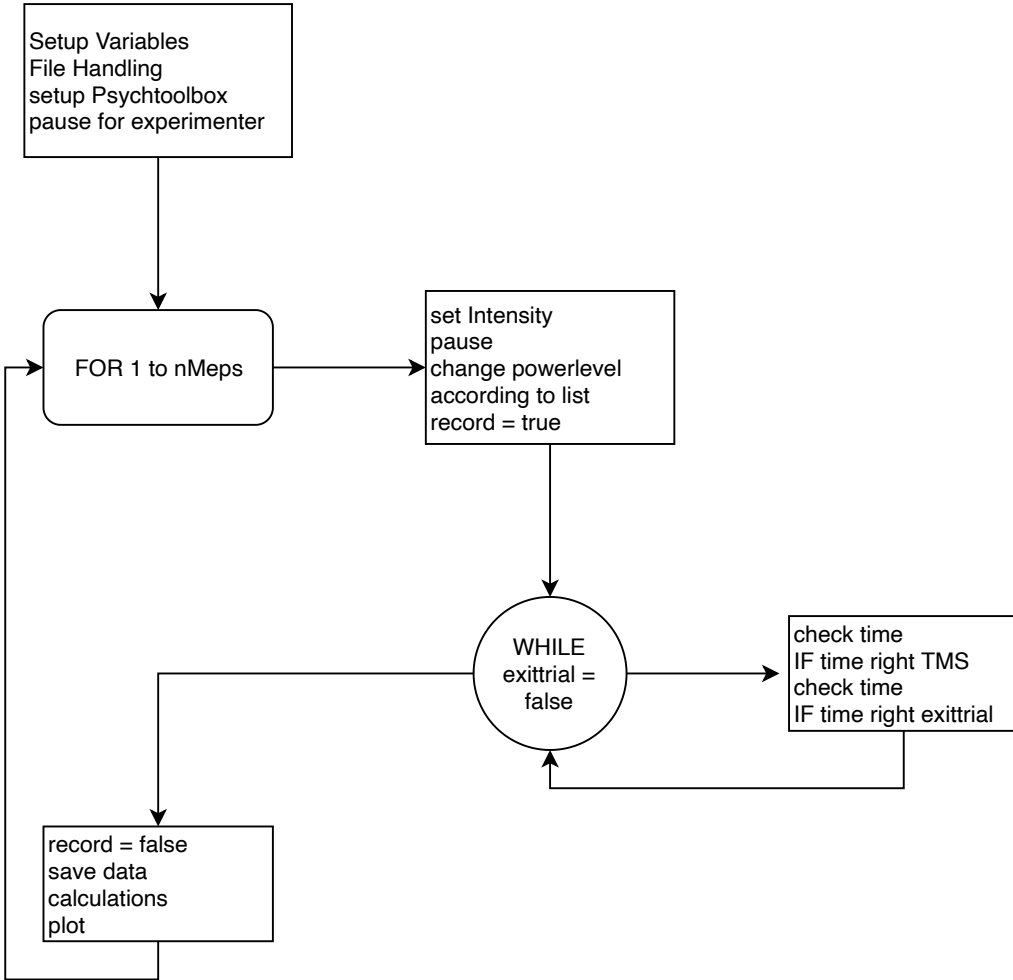 Setup Variables
File Handling
setup Psychtoolbox
pause for experimenter
FOR 1 to nMeps
set Intensity
pause
change powerlevel
according to list
record = true
WHILE
exittrial =
false
check time
IF time right TMS
check time
IF time right exittrial
record = false
save data
calculations
plot